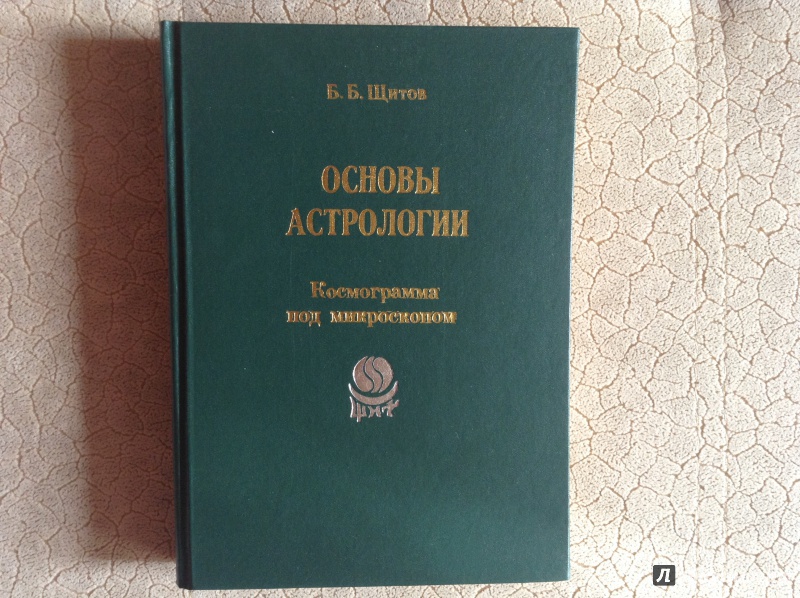 Б. Б. Щитов
ОСНОВЫ
АСТРОЛОГИИ
Космограмма
под микроскопом